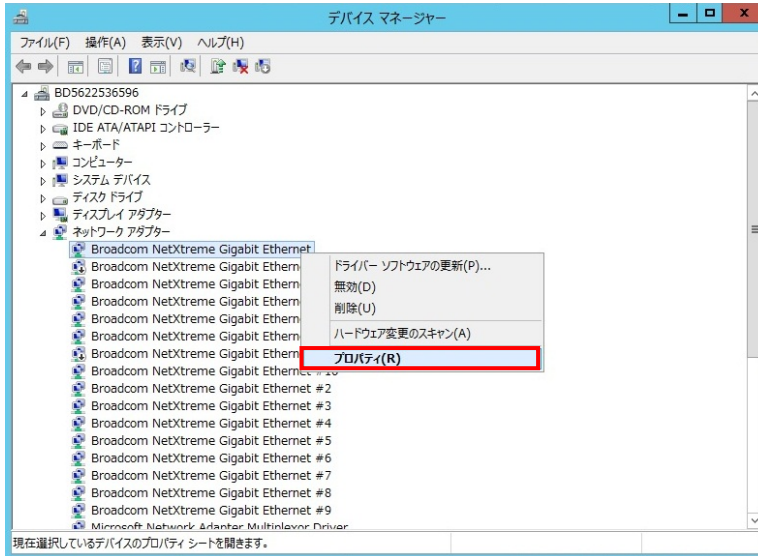 デバイス マネージャー
ファイル(F) 操作(A) 表示(V) ヘルプ(H)
BD5622536596
DVD/CD-ROM ドライブ
IDE ATA/ATAPI コントローラー
キーボード
コンピューター
システム デバイス
ディスク ドライブ
ディスプレイ アダプター
ネットワーク アダプター
Broadcom NetXtreme Gigabit Ethernet
Broadcom NetXtreme Gigabit
Broadcom NetXtreme Gigabit
Broadcom NetXtreme Gigabit
Broadcom NetXtreme Gigabit
Broadcom NetXtreme Gigabit
Broadcom NetXtreme Gigabit
Broadcom NetXtreme Gigabit Ethernet
ドライバー ソフトウェアの更新(P)...
無効(D)
削除(U)
ハードウェア変更のスキャン(A)
プロパティ(R)
Broadcom NetXtreme Gigabit Ethernet #2
Broadcom NetXtreme Gigabit Ethernet #3
Broadcom NetXtreme Gigabit Ethernet #4
Broadcom NetXtreme Gigabit Ethernet #5
Broadcom NetXtreme Gigabit Ethernet #6
Broadcom NetXtreme Gigabit Ethernet #7
Broadcom NetXtreme Gigabit Ethernet #8
Broadcom NetXtreme Gigabit Ethernet #9
Microsoft Network Adapter Multiplexor Driver
現在選択しているデバイスのプロパティ シートを開きます。